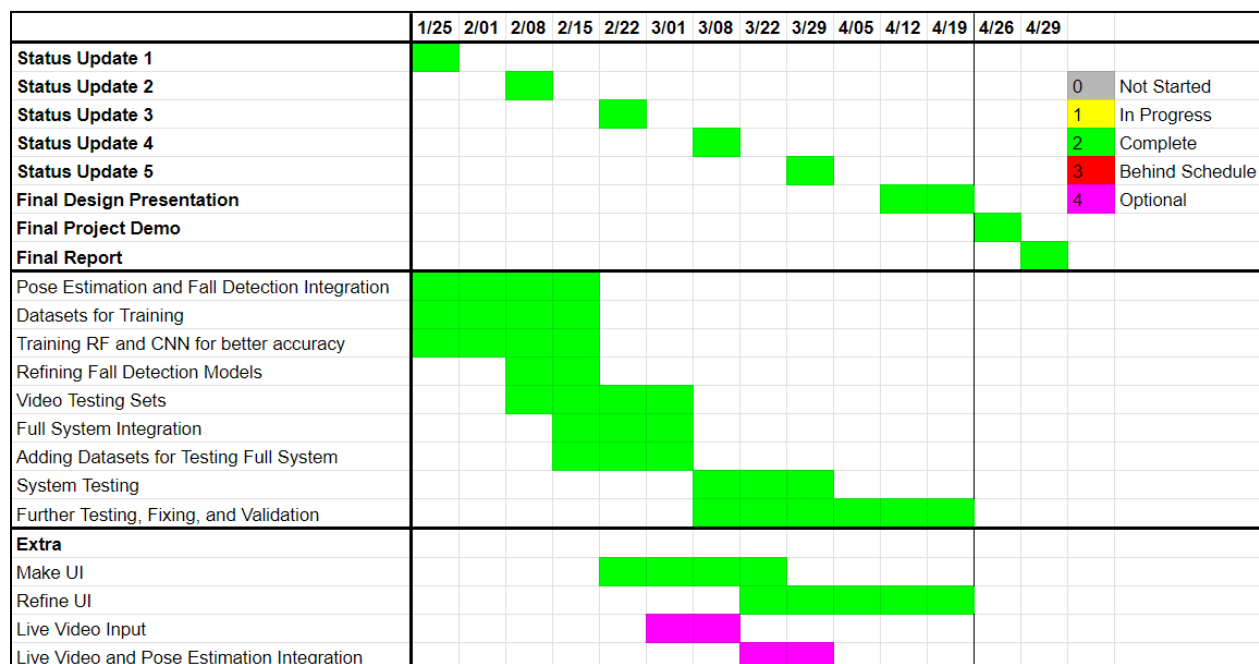 1/25 2/01 2/08 2/15 2/22 3/01 3/08 3/22 3/29 4/05 4/12 4/19 4/26 4/29
Status Update 1
Status Update 2 0 Not Started
Status Update 3 1 In Progress
Status Update 4 2 Complete
Status Update 5 3 Behind Schedule
Final Design Presentation 4 Optional
Final Project Demo
Final Report
Pose Estimation and Fall Detection Integration
Datasets for Training
Training RF and CNN for better accuracy
Refining Fall Detection Models
Video Testing Sets
Full System Integration
Adding Datasets for Testing Full System
System Testing
Further Testing, Fixing, and Validation
Extra
Make UI
Refine UI
Live Video Input
Live Video and Pose Estimation Integration